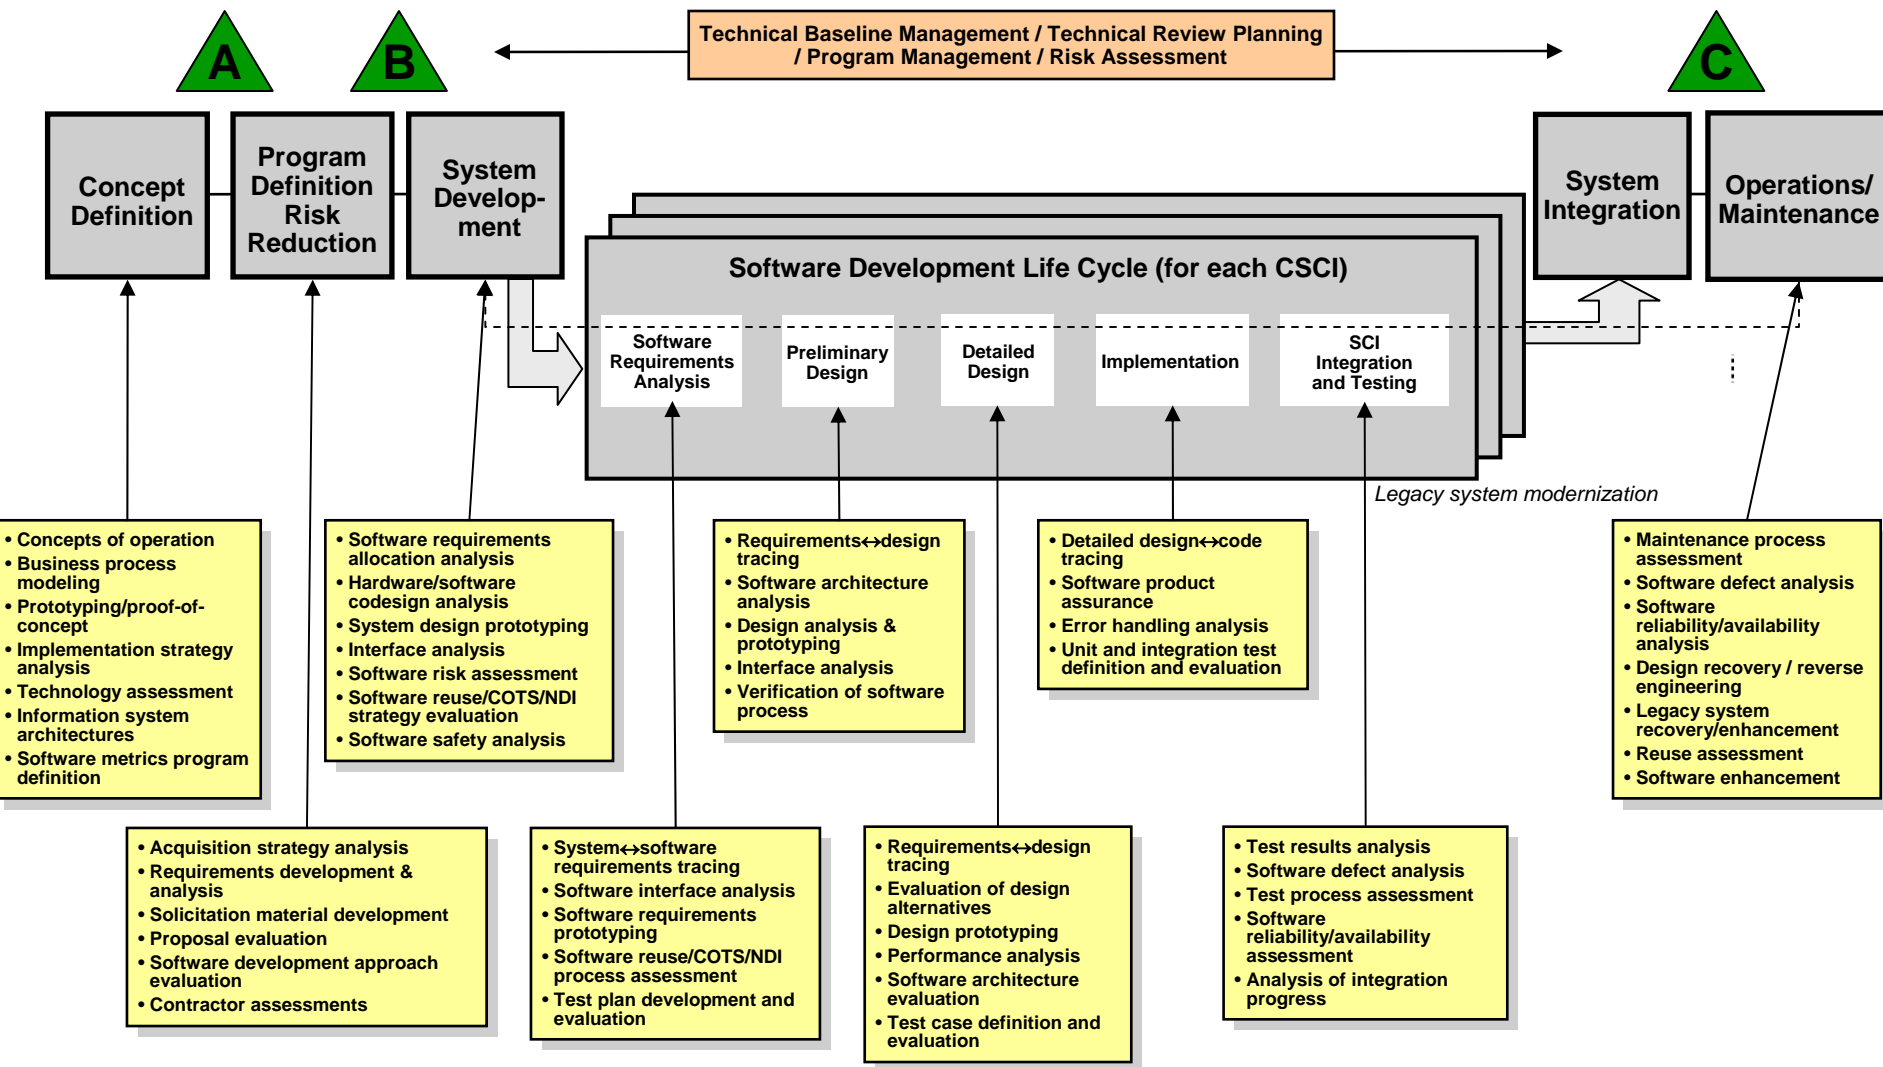 A
B
Technical Baseline Management / Technical Review Planning
/ Program Management / Risk Assessment
C
Concept
Definition
Program
Definition
Risk
Reduction
System
Develop-
ment
System
Integration
Operations/
Maintenance
Software Development Life Cycle (for each CSCI)
Software
Requirements
Analysis
Preliminary
Design
Detailed
Design
Implementation
SCI
Integration
and Testing
Legacy system modernization
• Concepts of operation
• Business process
modeling
• Prototyping/proof-of-
concept
• Implementation strategy
analysis
• Technology assessment
• Information system
architectures
• Software metrics program
definition
• Software requirements
allocation analysis
• Hardware/software
codesign analysis
• System design prototyping
• Interface analysis
• Software risk assessment
• Software reuse/COTS/NDI
strategy evaluation
• Software safety analysis
• Requirements↔design
tracing
• Software architecture
analysis
• Design analysis &
prototyping
• Interface analysis
• Verification of software
process
• Detailed design↔code
tracing
• Software product
assurance
• Error handling analysis
• Unit and integration test
definition and evaluation
• Maintenance process
assessment
• Software defect analysis
• Software
reliability/availability
analysis
• Design recovery / reverse
engineering
• Legacy system
recovery/enhancement
• Reuse assessment
• Software enhancement
• Acquisition strategy analysis
• Requirements development &
analysis
• Solicitation material development
• Proposal evaluation
• Software development approach
evaluation
• Contractor assessments
• System↔software
requirements tracing
• Software interface analysis
• Software requirements
prototyping
• Software reuse/COTS/NDI
process assessment
• Test plan development and
evaluation
• Requirements↔design
tracing
• Evaluation of design
alternatives
• Design prototyping
• Performance analysis
• Software architecture
evaluation
• Test case definition and
evaluation
• Test results analysis
• Software defect analysis
• Test process assessment
• Software
reliability/availability
assessment
• Analysis of integration
progress